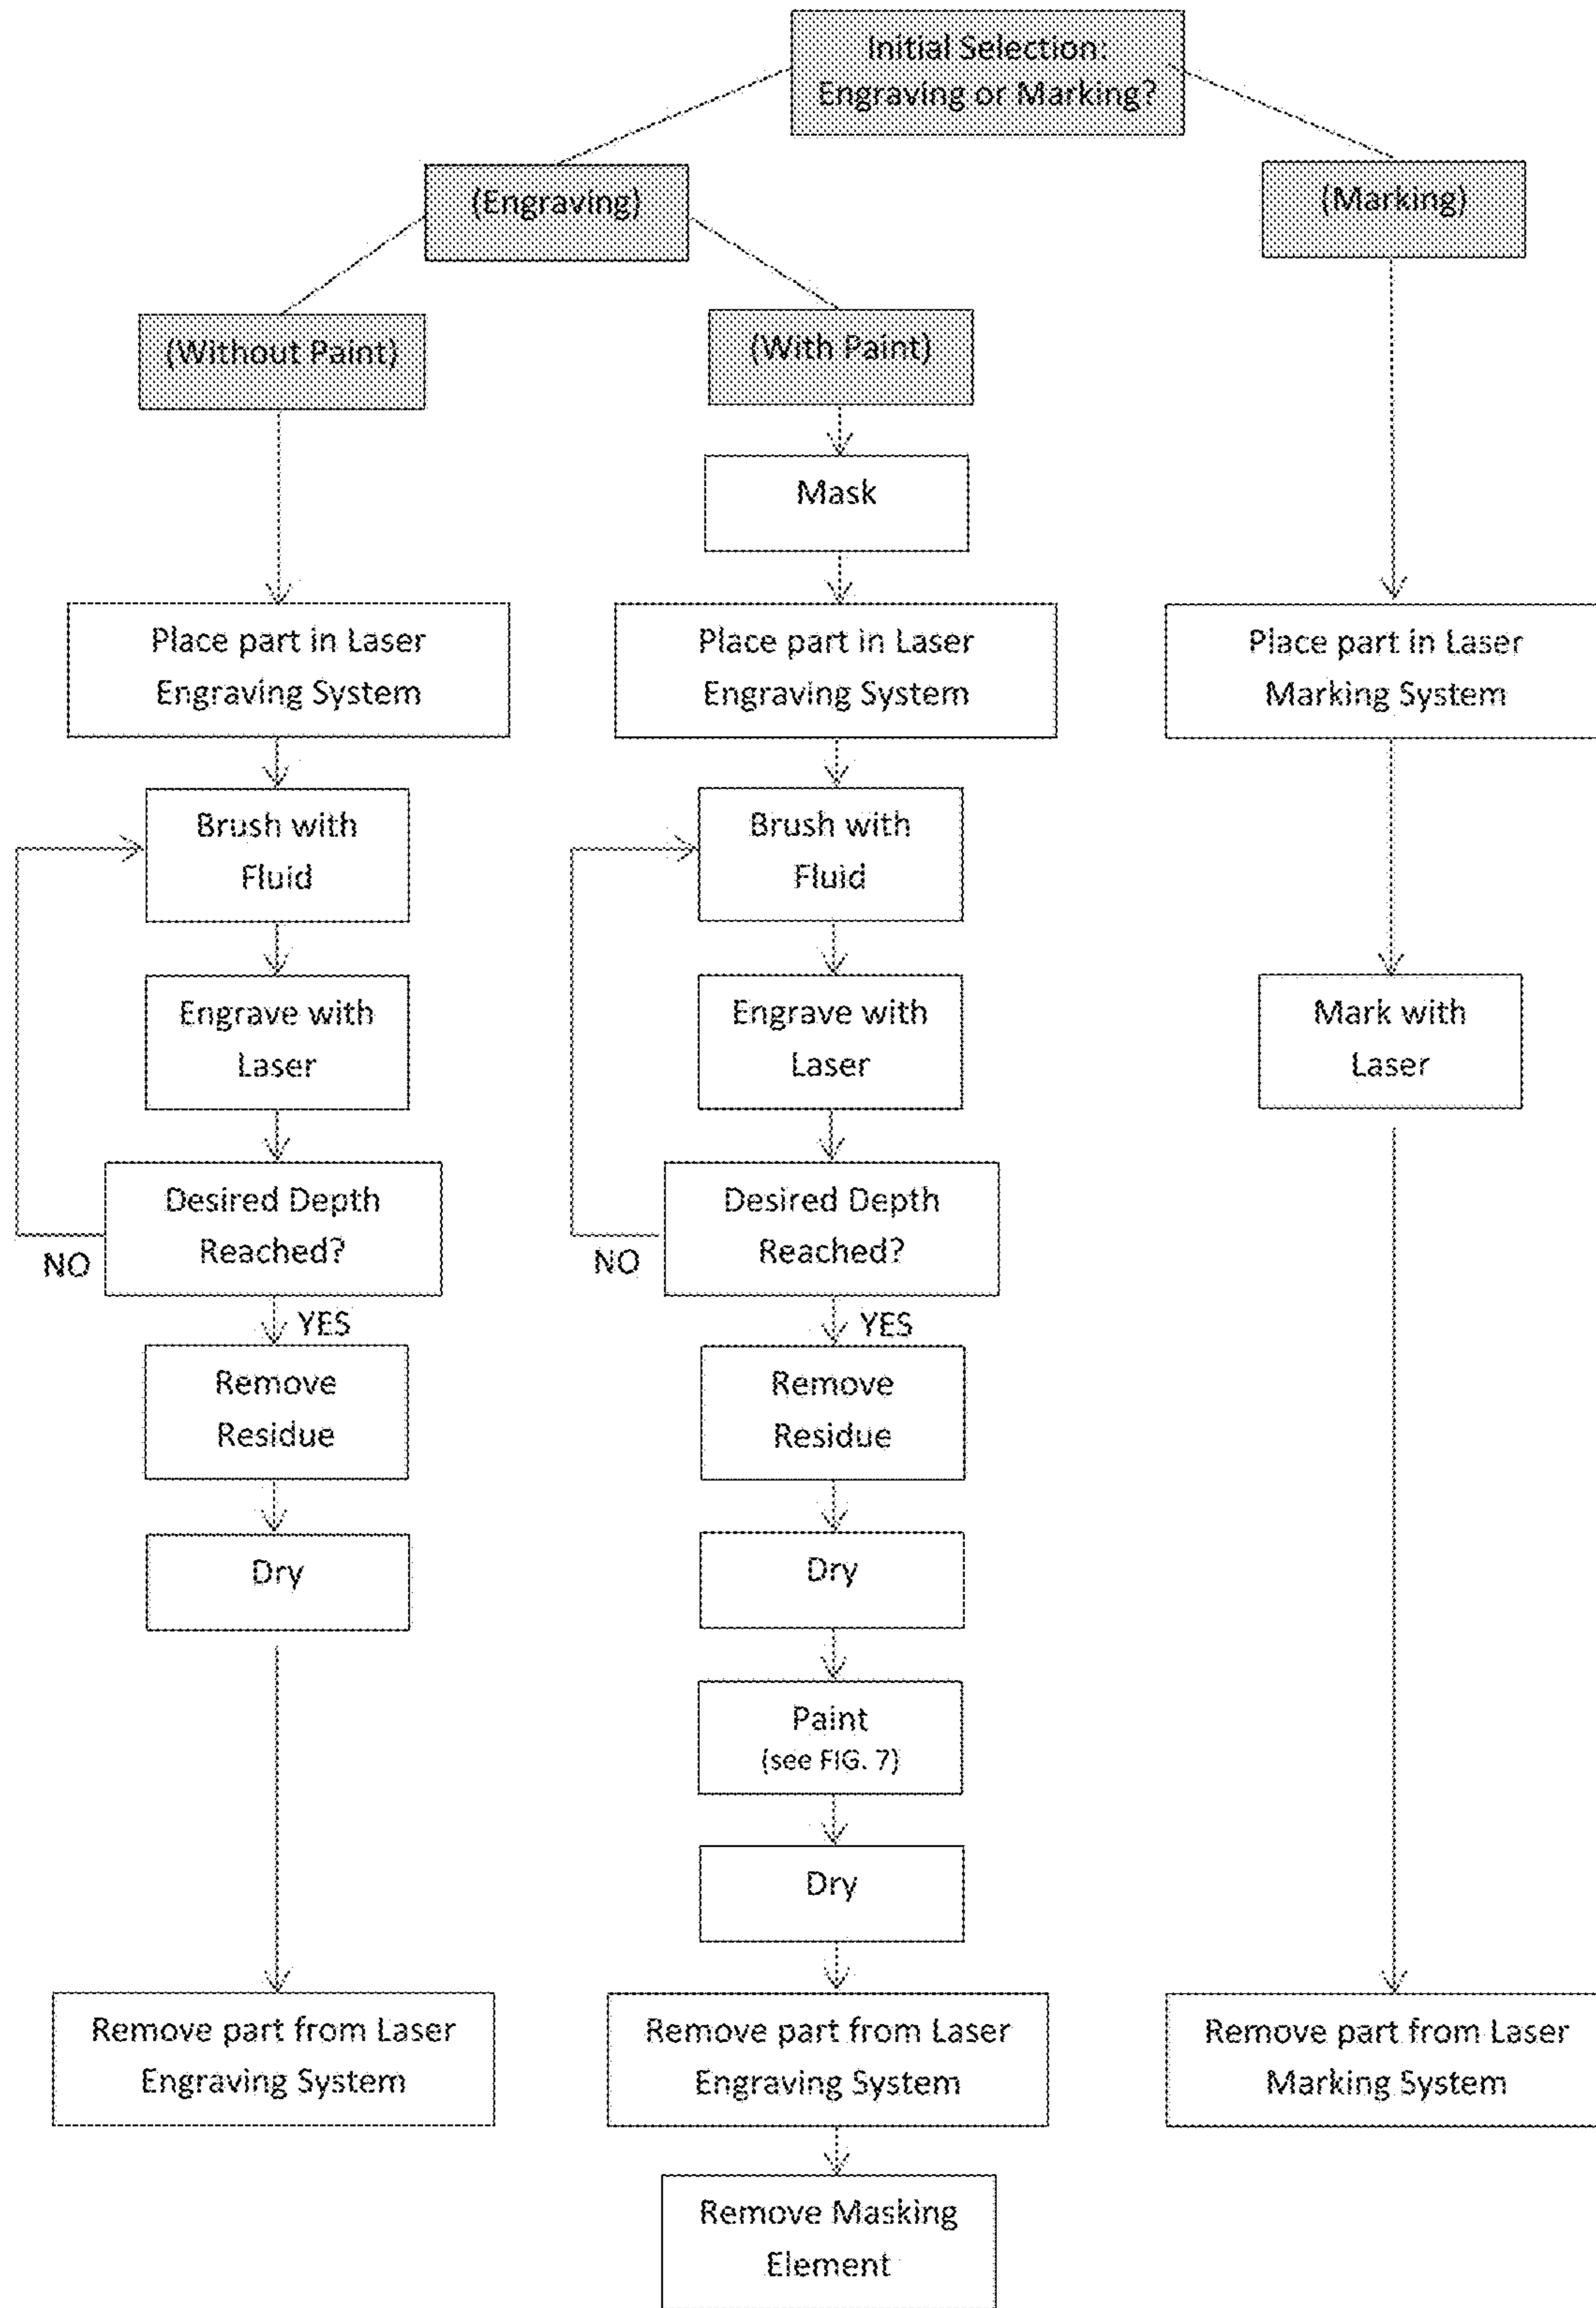 Initial Selection:
Engraving or Marking?
(Engraving)
(Marking)
(Without Paint)
(With Paint)
Mask
Place part in Laser
Engraving System
Place part in Laser
Engraving System
Place part in Laser
Marking System
Brush with
Fluid
Brush with
Fluid
Engrave with
Laser
Engrave with
Laser
Mark with
Laser
Desired Depth
Reached?
NO
Desired Depth
Reached?
NO
YES
YES
Remove
Residue
Remove
Residue
Dry
Dry
Paint
(see FIG. 7)
Dry
Remove part from Laser
Engraving System
Remove part from Laser
Engraving System
Remove part from Laser
Marking System
Remove Masking
Element